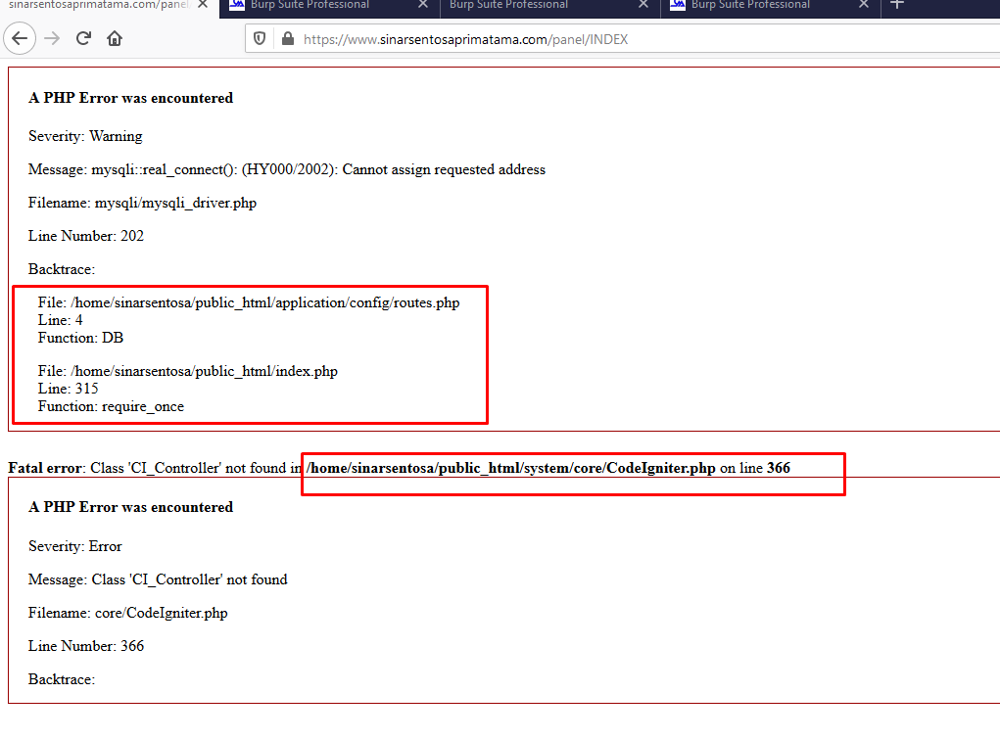 sinarsentosaprimatama.com/panel
Burp Suite Professional
Burp Suite Professional
Burp Suite Professional
https://www.sinarsentosaprimatama.com/panel/INDEX
A PHP Error was encountered
Severity: Warning
Message: mysqli::real_connect(): (HY000/2002): Cannot assign requested address
Filename: mysqli/mysqli_driver.php
Line Number: 202
Backtrace:
File: /home/sinarsentosa/public_html/application/config/routes.php
Line: 4
Function: DB
File: /home/sinarsentosa/public_html/index.php
Line: 315
Function: require_once
Fatal error: Class 'CI_Controller' not found in /home/sinarsentosa/public_html/system/core/CodeIgniter.php on line 366
A PHP Error was encountered
Severity: Error
Message: Class 'CI_Controller' not found
Filename: core/CodeIgniter.php
Line Number: 366
Backtrace: